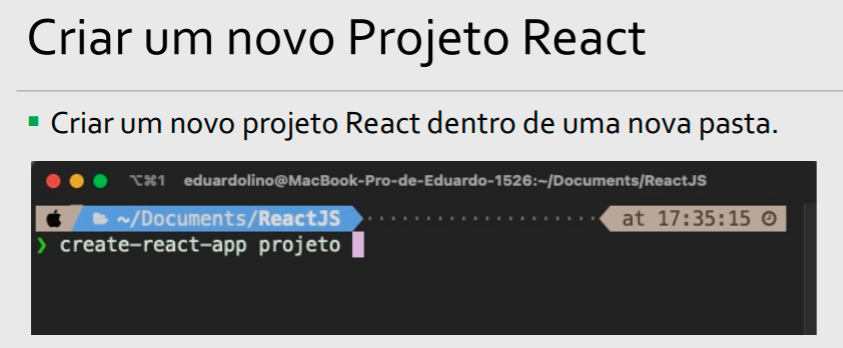 Criar um novo Projeto React
Criar um novo projeto React dentro de uma nova pasta.
⌥⌘1 eduardolino@MacBook-Pro-de-Eduardo-1526:~/Documents/ReactJS
~/Documents/ReactJS at 17:35:15
❯ create-react-app projeto